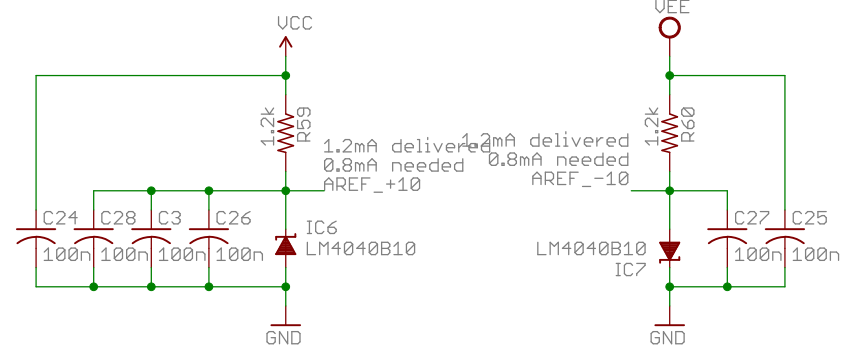 VCC
VEE
1.2k
R59
1.2mA delivered
0.8mA needed
AREF_+10
1.2k
R60
1.2mA delivered
0.8mA needed
AREF_-10
C24
100n
C28
100n
C3
100n
C26
100n
IC6
LM4040B10
LM4040B10
IC7
C27
100n
C25
100n
GND
GND